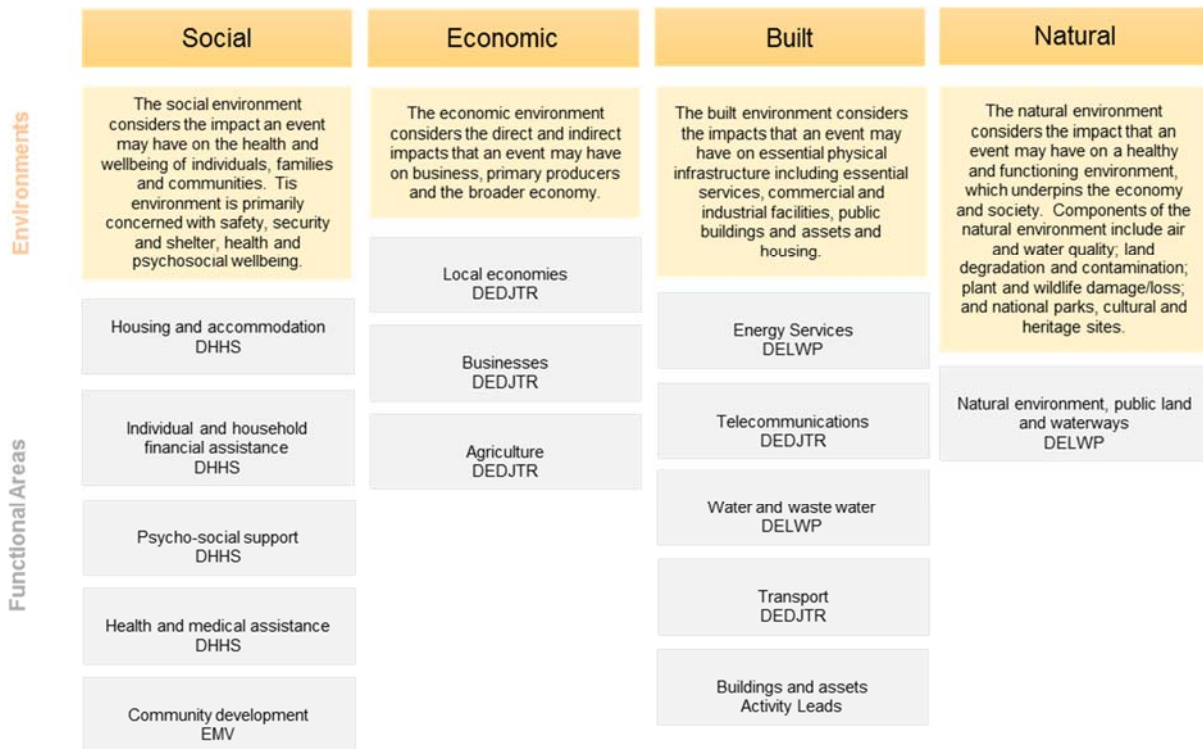 Social
Economic
Built
Natural
Environments
The social environment
considers the impact an event
may have on the health and
wellbeing of individuals, families
and communities. Tis
environment is primarily
concerned with safety, security
and shelter, health and
psychosocial wellbeing.
The economic environment
considers the direct and indirect
impacts that an event may have
on business, primary producers
and the broader economy.
The built environment considers
the impacts that an event may
have on essential physical
infrastructure including essential
services, commercial and
industrial facilities, public
buildings and assets and
housing.
The natural environment
considers the impact that an
event may have on a healthy
and functioning environment,
which underpins the economy
and society. Components of the
natural environment include air
and water quality; land
degradation and contamination;
plant and wildlife damage/loss;
and national parks, cultural and
heritage sites.
Functional Areas
Housing and accommodation
DHHS
Individual and household
financial assistance
DHHS
Psycho-social support
DHHS
Health and medical assistance
DHHS
Community development
EMV
Local economies
DEDJTR
Businesses
DEDJTR
Agriculture
DEDJTR
Energy Services
DELWP
Telecommunications
DEDJTR
Water and waste water
DELWP
Transport
DEDJTR
Buildings and assets
Activity Leads
Natural environment, public land
and waterways
DELWP